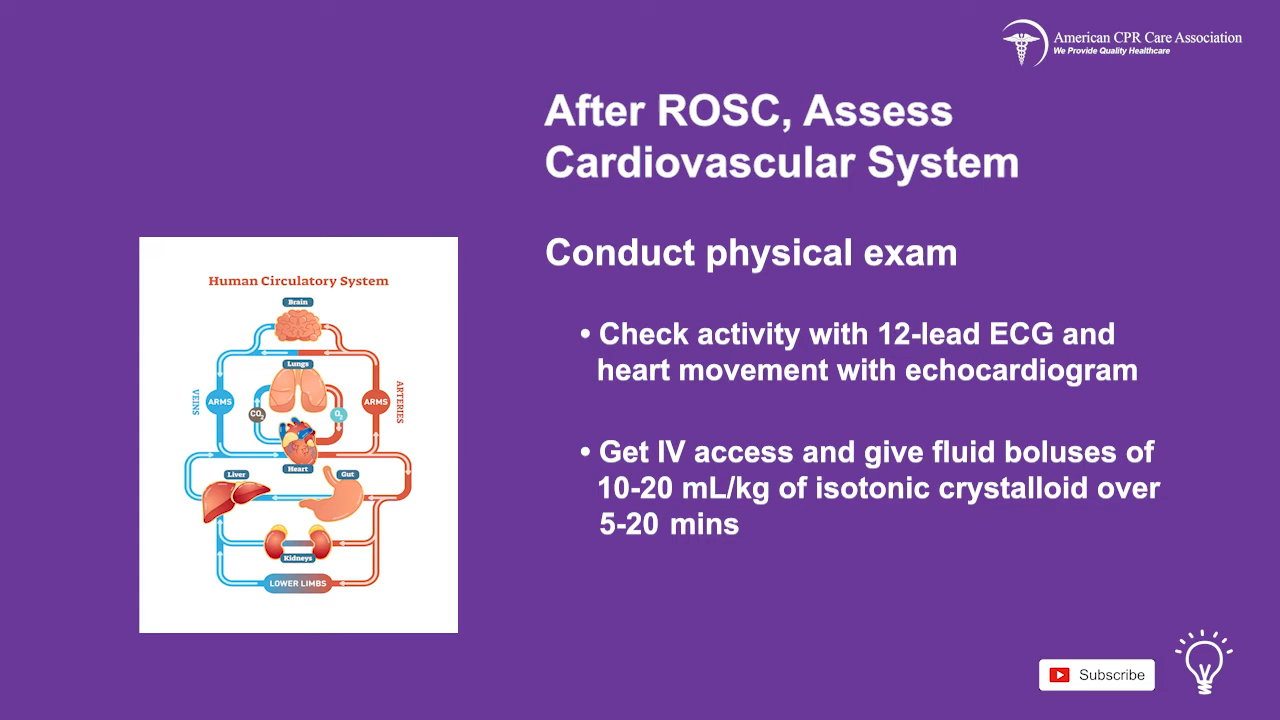 American CPR Care Association
We Provide Quality Healthcare
After ROSC, Assess
Cardiovascular System
Conduct physical exam
• Check activity with 12-lead ECG and
heart movement with echocardiogram
• Get IV access and give fluid boluses of
10-20 mL/kg of isotonic crystalloid over
5-20 mins
Human Circulatory System
Brain
Lungs
VEINS
ARMS
ARMS
ARTERIES
CO2
O2
Heart
Liver
Gut
Kidneys
LOWER LIMBS
Subscribe